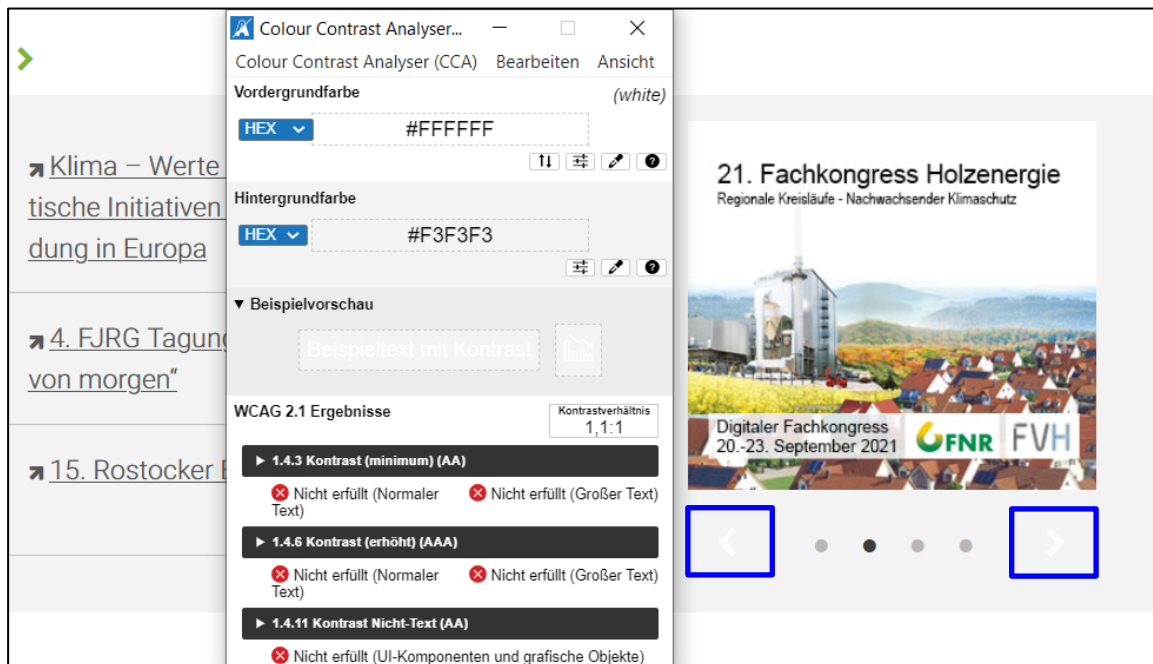 Klima – Werte
tische Initiativen
dung in Europa
4. FJRG Tagung
von morgen“
15. Rostocker
Colour Contrast Analyser...
Colour Contrast Analyser (CCA) Bearbeiten Ansicht
Vordergrundfarbe (white)
HEX #FFFFFF
Hintergrundfarbe
HEX #F3F3F3
Beispielvorschau
Beispieltext mit Kontrast
WCAG 2.1 Ergebnisse
Kontrastverhältnis
1,1:1
1.4.3 Kontrast (minimum) (AA)
Nicht erfüllt (Normaler Nicht erfüllt (Großer Text)
Text)
1.4.6 Kontrast (erhöht) (AAA)
Nicht erfüllt (Normaler Nicht erfüllt (Großer Text)
Text)
1.4.11 Kontrast Nicht-Text (AA)
Nicht erfüllt (UI-Komponenten und grafische Objekte)
21. Fachkongress Holzenergie
Regionale Kreisläufe - Nachwachsender Klimaschutz
Digitaler Fachkongress
20.-23. September 2021
FNR FVH